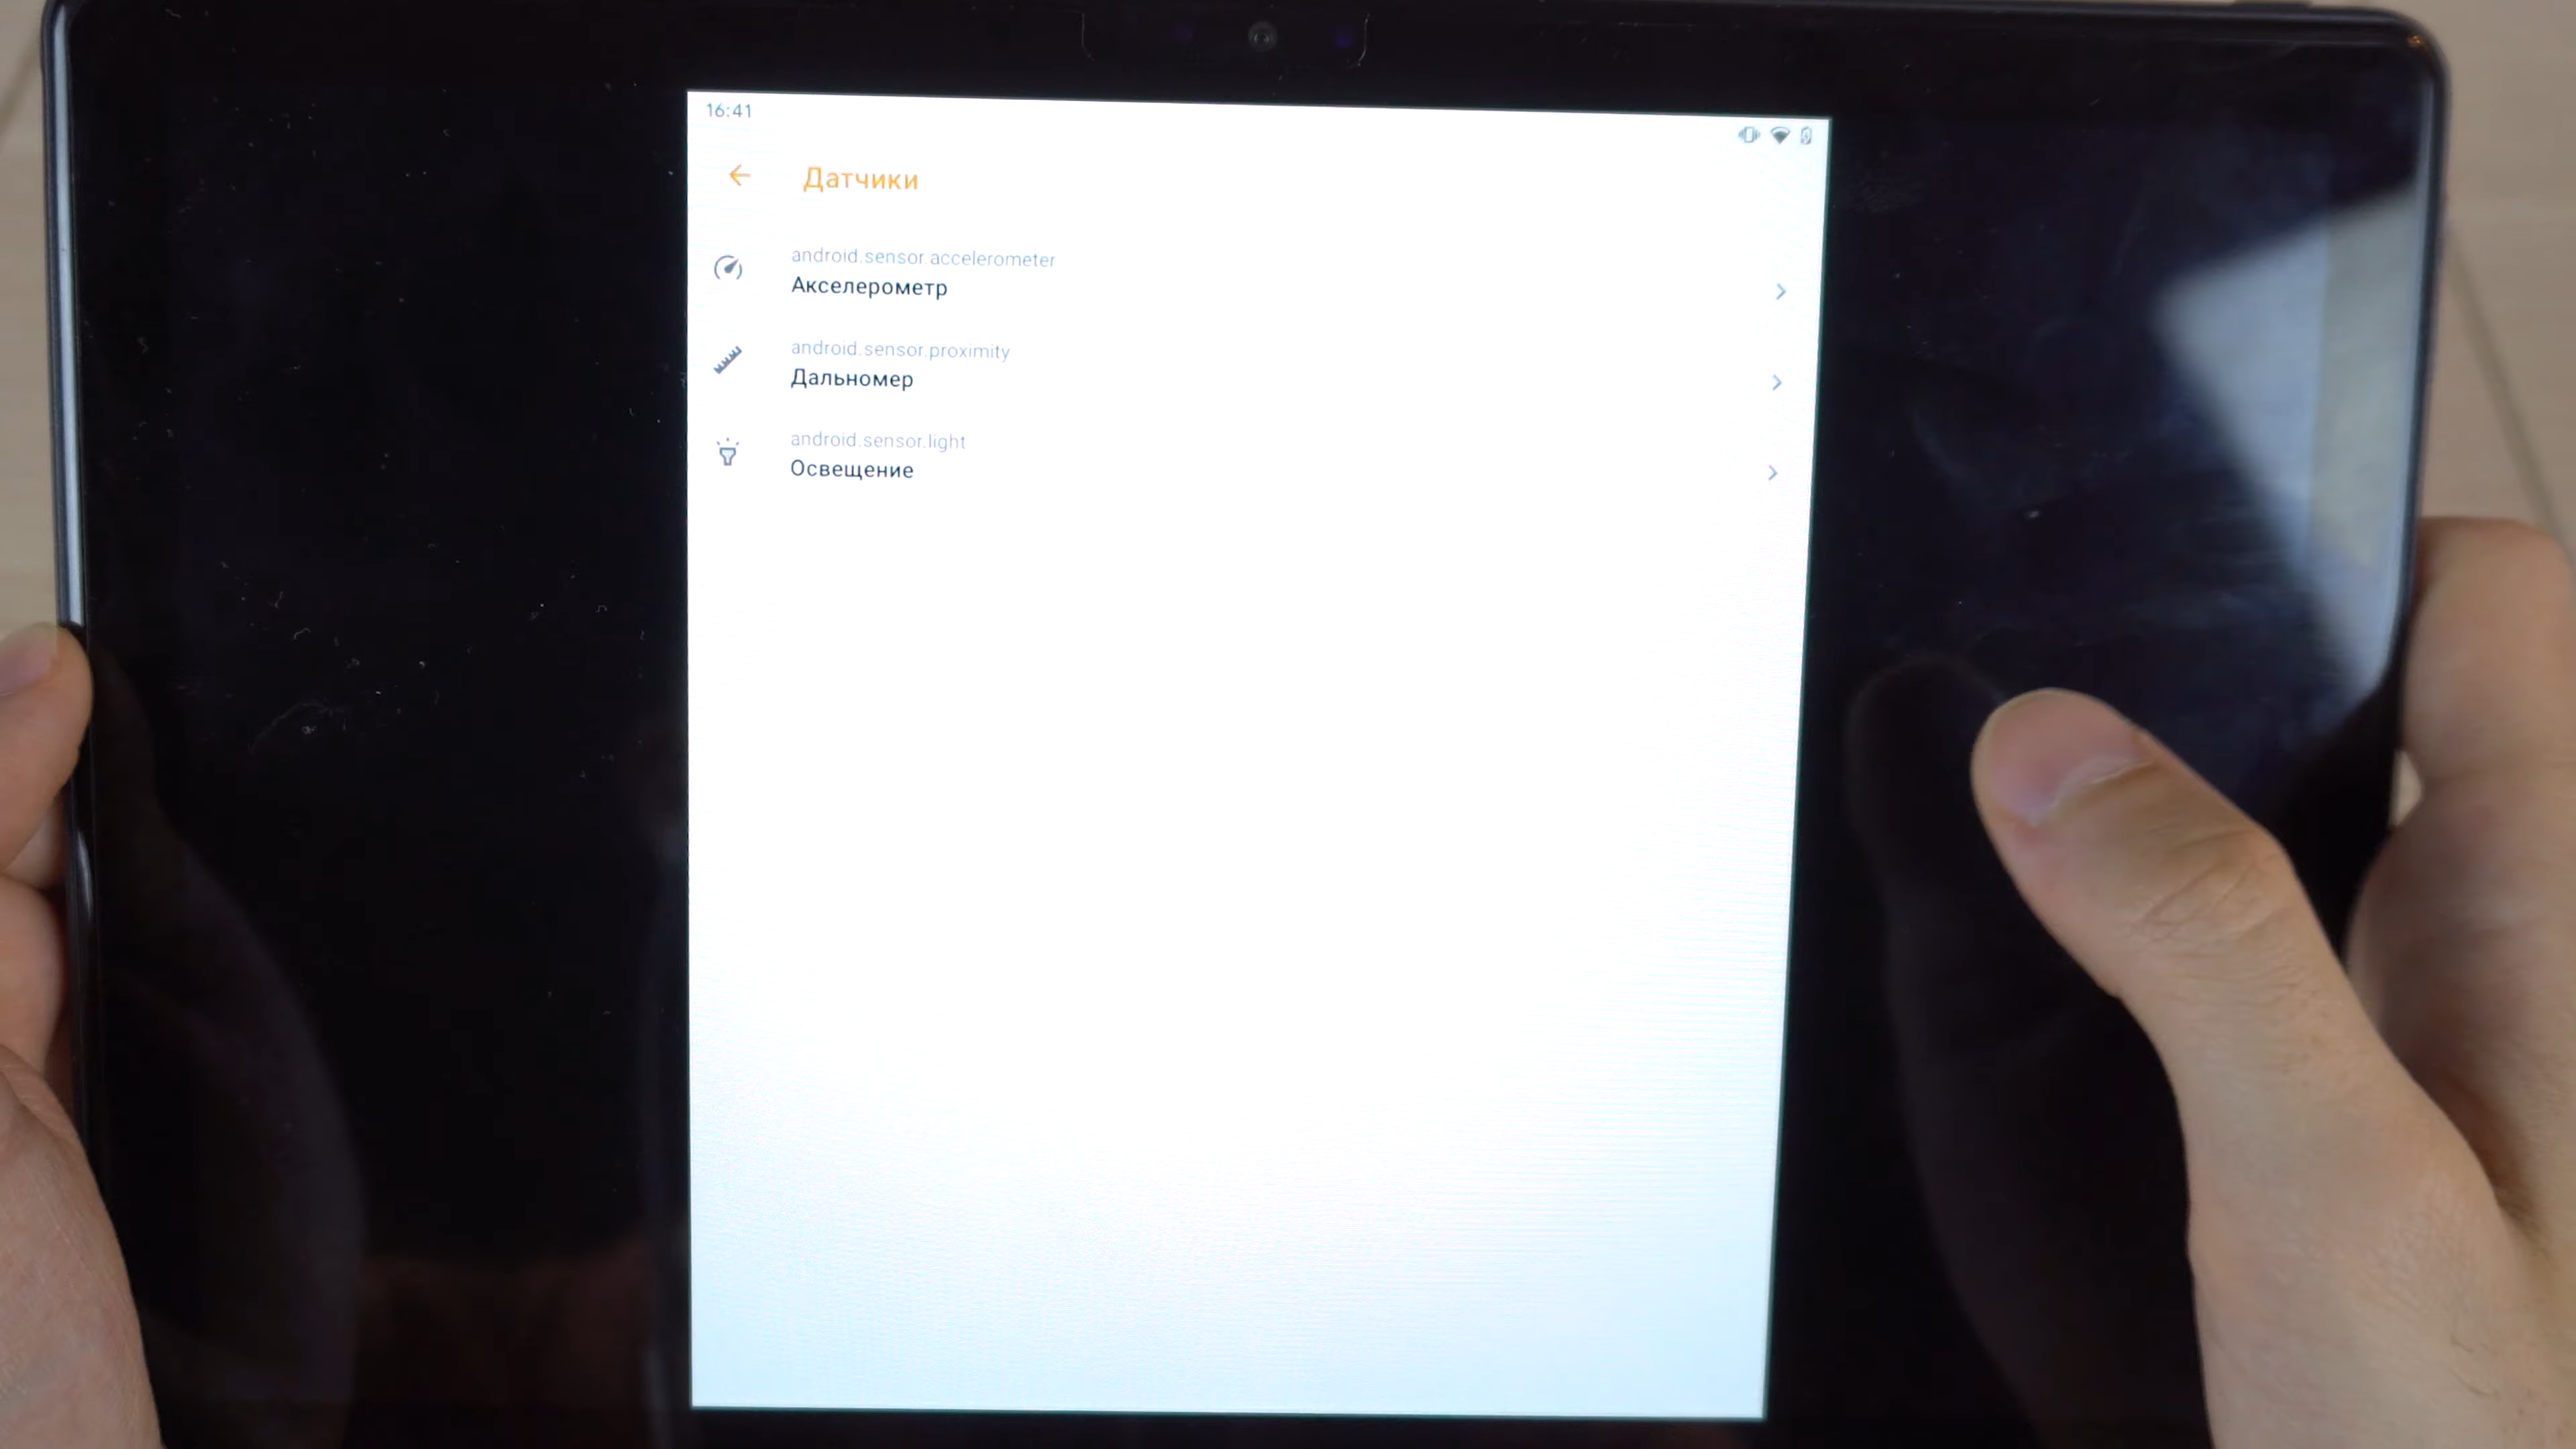 16:41
Датчики
android.sensor.accelerometer
Акселерометр
android.sensor.proximity
Дальномер
android.sensor.light
Освещение